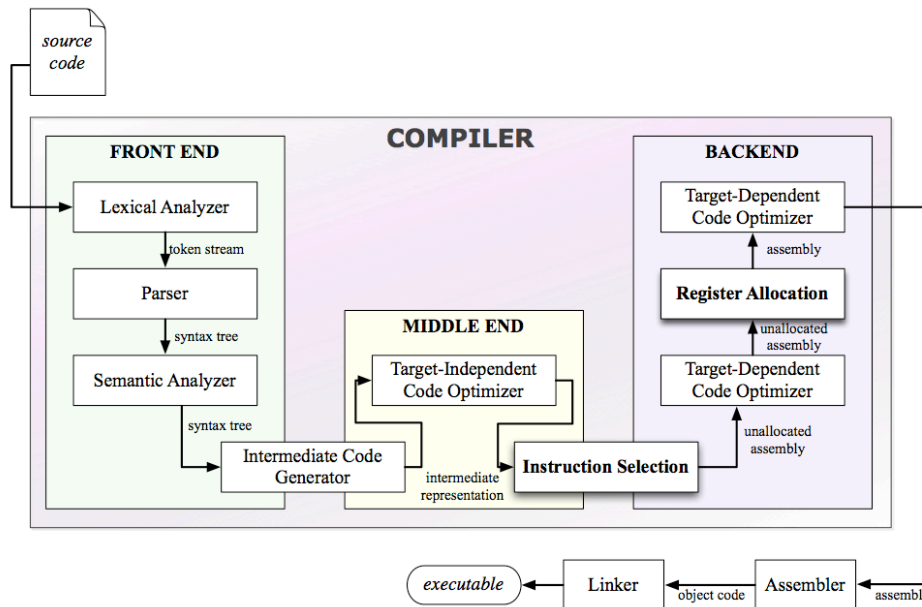 source
code
COMPILER
FRONT END
Lexical Analyzer
token stream
Parser
syntax tree
Semantic Analyzer
syntax tree
Intermediate Code
Generator
MIDDLE END
Target-Independent
Code Optimizer
intermediate
representation
Instruction Selection
BACKEND
Target-Dependent
Code Optimizer
assembly
Register Allocation
unallocated
assembly
Target-Dependent
Code Optimizer
unallocated
assembly
executable
Linker
object code
Assembler
assembl